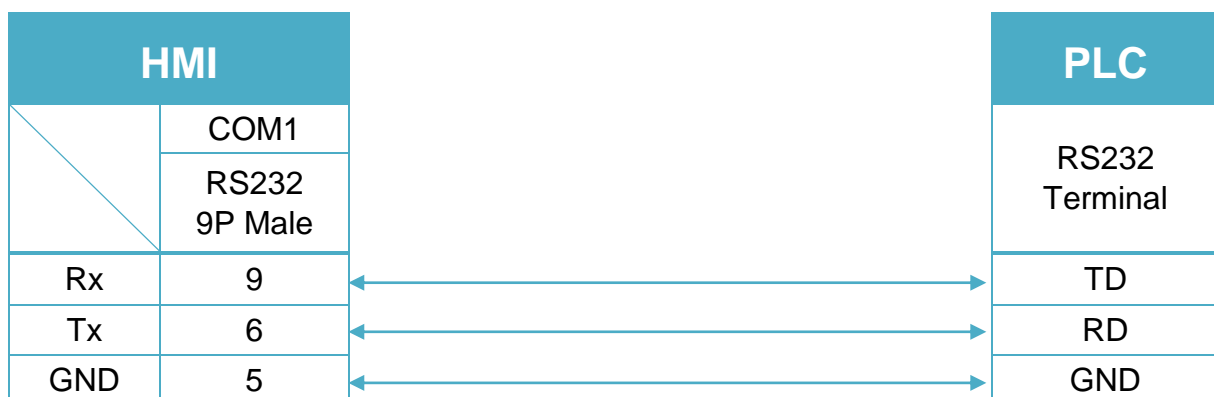 HMI PLC
COM1
RS232
9P Male
RS232
Terminal
Rx 9 TD
Tx 6 RD
GND 5 GND